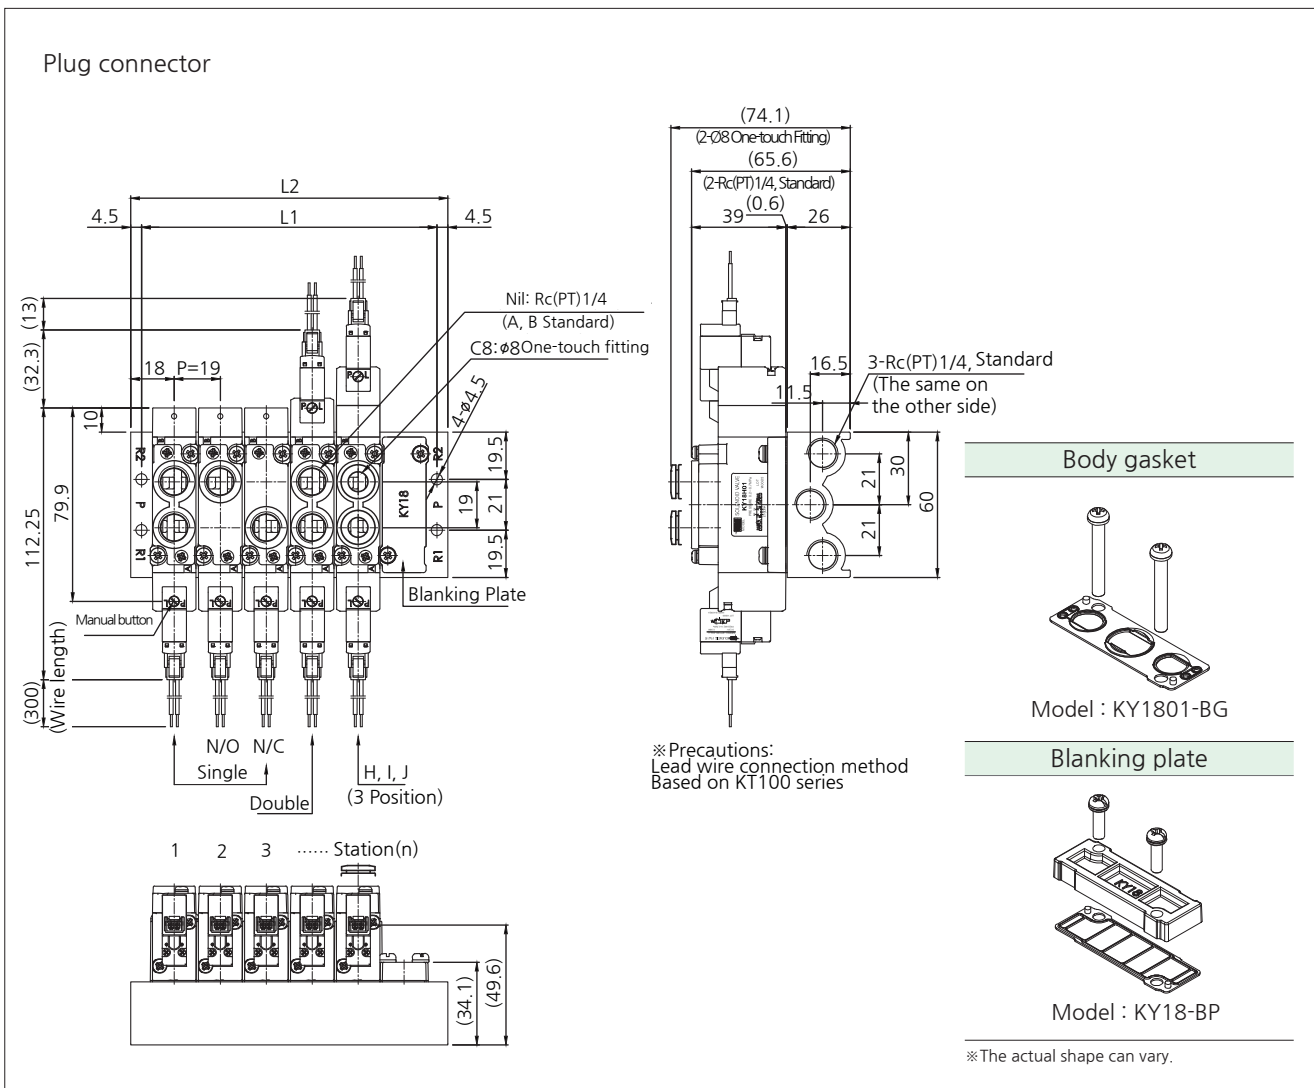 Plug connector
(74.1)
(2-Ø8 One-touch Fitting)
(65.6)
(2-Rc(PT)1/4, Standard)
(0.6)
39
26
L2
4.5
L1
4.5
(13)
(32.3)
18
P=19
10
79.9
112.25
(300)
(Wire length)
Nil: Rc(PT)1/4
(A, B Standard)
C8: ø8One-touch fitting
4-ø4.5
19.5
19
21
19.5
R2
P
R1
KY18
R2
P
R1
Blanking Plate
Manual button
N/O
N/C
Single
Double
H, I, J
(3 Position)
16.5
11.5
3-Rc(PT)1/4, Standard
(The same on
the other side)
21
21
30
60
SOLENOID VALVE
※Precautions:
Lead wire connection method
Based on KT100 series
1
2
3
······ Station(n)
(34.1)
(49.6)
Body gasket
Model : KY1801-BG
Blanking plate
KY18
Model : KY18-BP
※The actual shape can vary.